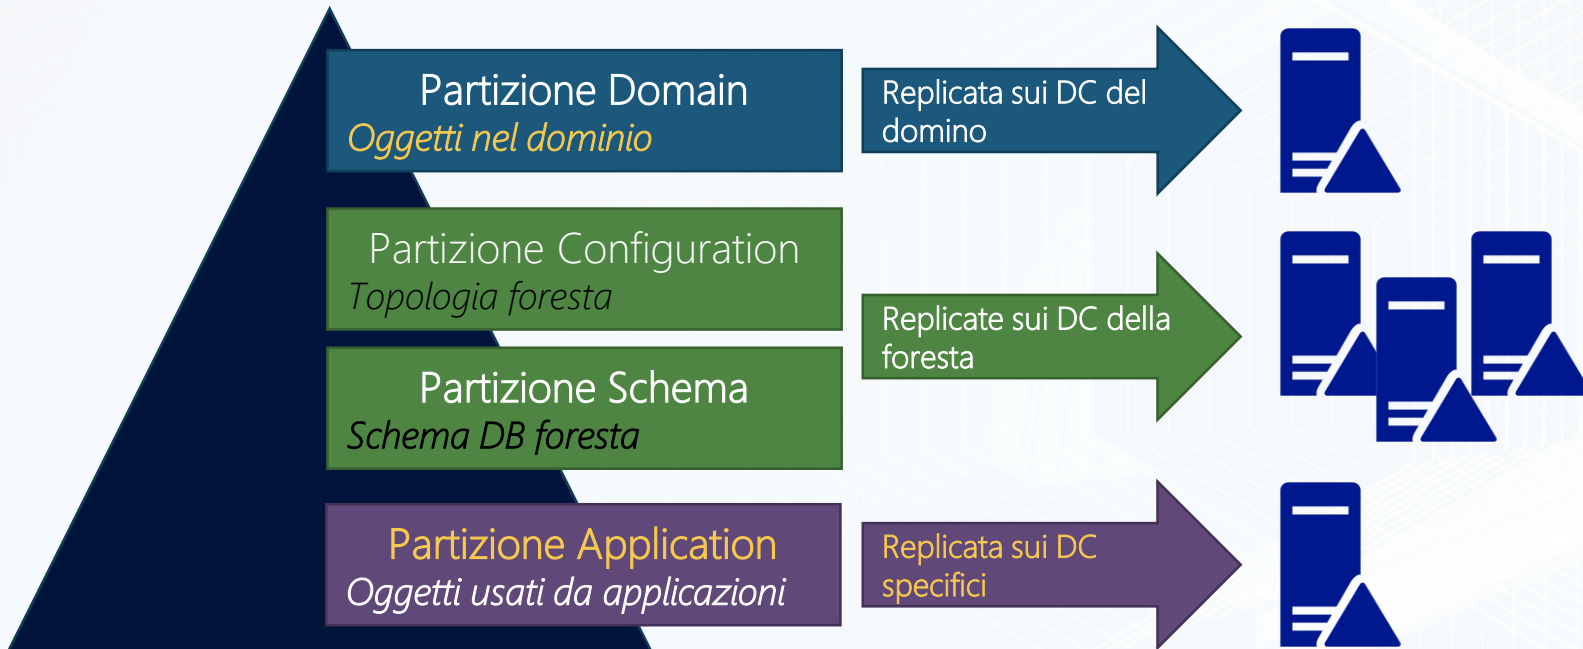 Partizione Domain
Oggetti nel dominio
Replicata sui DC del
domino
Partizione Configuration
Topologia foresta
Partizione Schema
Schema DB foresta
Replicate sui DC della
foresta
Partizione Application
Oggetti usati da applicazioni
Replicata sui DC
specifici